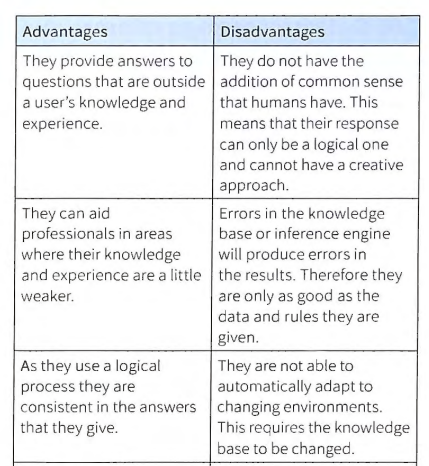 Advantages
Disadvantages
They provide answers to
questions that are outside
a user's knowledge and
experience.
They do not have the
addition of common sense
that humans have. This
means that their response
can only be a logical one
and cannot have a creative
approach.
They can aid
professionals in areas
where their knowledge
and experience are a little
weaker.
Errors in the knowledge
base or inference engine
will produce errors in
the results. Therefore they
are only as good as the
data and rules they are
given.
As they use a logical
process they are
consistent in the answers
that they give.
They are not able to
automatically adapt to
changing environments.
This requires the knowledge
base to be changed.